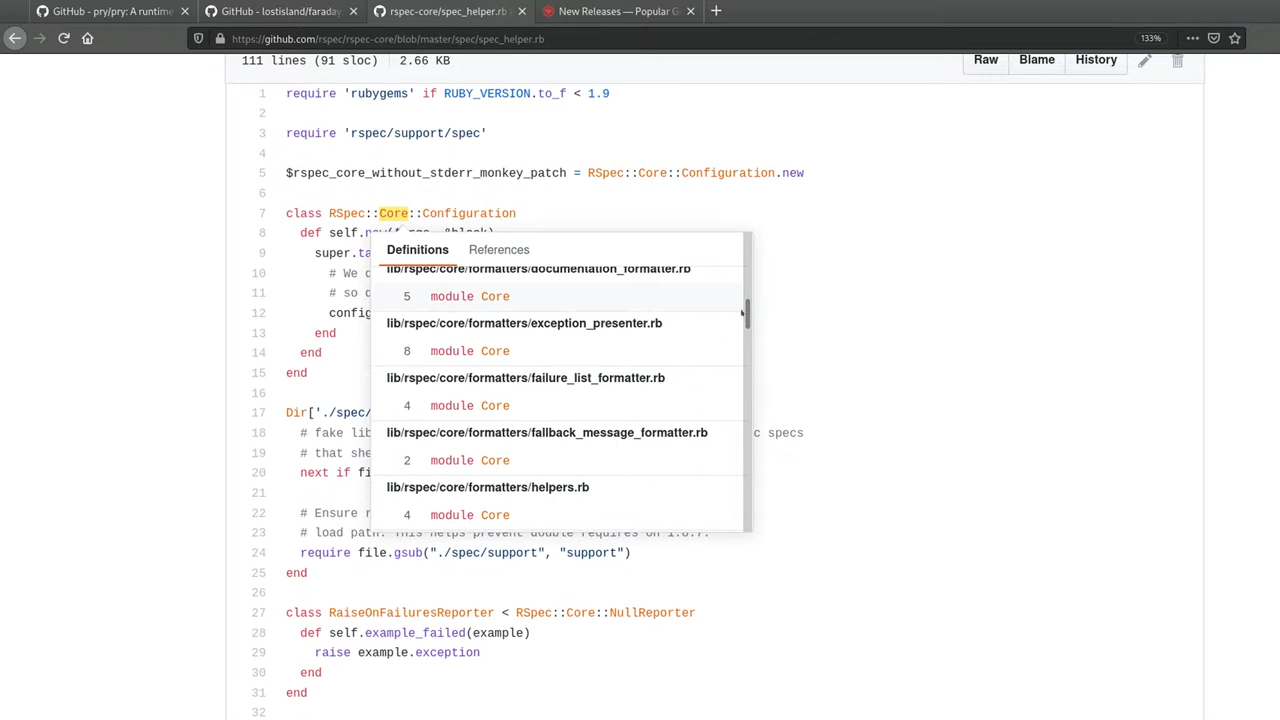 GitHub - pry/pry: A runtime
GitHub - lostisland/faraday
rspec-core/spec_helper.rb
New Releases — Popular G
https://github.com/rspec/rspec-core/blob/master/spec/spec_helper.rb
133%
111 lines (91 sloc) 2.66 KB
Raw Blame History
1 require 'rubygems' if RUBY_VERSION.to_f < 1.9
2
3 require 'rspec/support/spec'
4
5 $rspec_core_without_stderr_monkey_patch = RSpec::Core::Configuration.new
6
7 class RSpec::Core::Configuration
8 def self.new(*args, &block)
9 super.ta
10 # We d
11 # so d
12 config
13 end
14 end
15 end
16
17 Dir['./spec/
18 # fake lib c specs
19 # that she
20 next if fi
21
22 # Ensure r
23 # load path. This helps prevent double requires on 1.8.7.
24 require file.gsub("./spec/support", "support")
25 end
26
27 class RaiseOnFailuresReporter < RSpec::Core::NullReporter
28 def self.example_failed(example)
29 raise example.exception
30 end
31 end
32
Definitions References
lib/rspec/core/formatters/documentation_formatter.rb
5 module Core
lib/rspec/core/formatters/exception_presenter.rb
8 module Core
lib/rspec/core/formatters/failure_list_formatter.rb
4 module Core
lib/rspec/core/formatters/fallback_message_formatter.rb
2 module Core
lib/rspec/core/formatters/helpers.rb
4 module Core